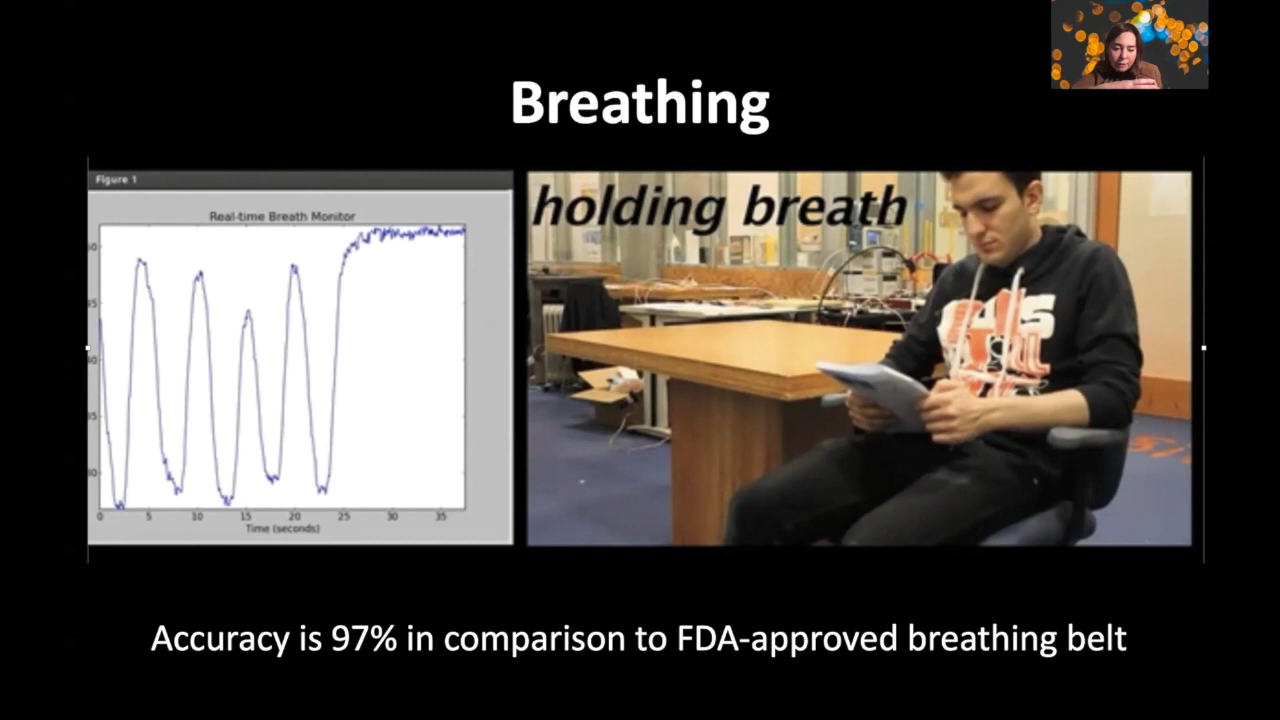 Breathing
Figure 1
Real-time Breath Monitor
holding breath
0 5 10 15 20 25 30 35
Time (seconds)
Accuracy is 97% in comparison to FDA-approved breathing belt